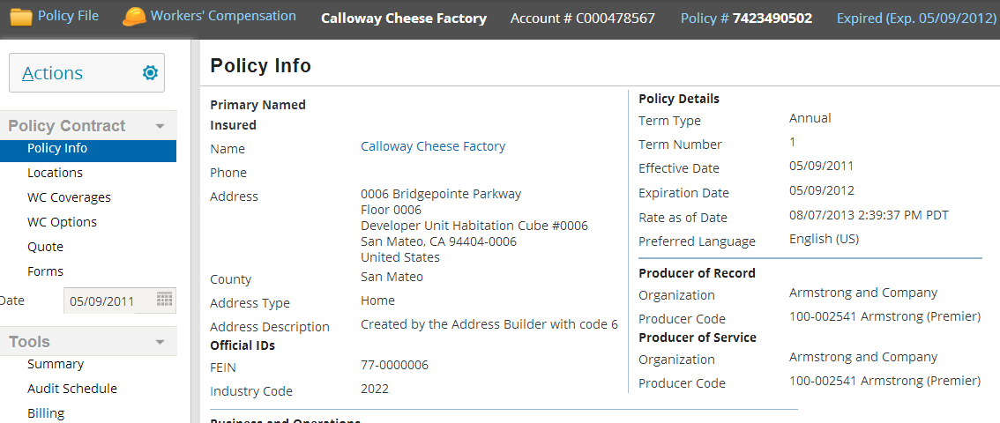 Policy File Workers' Compensation Calloway Cheese Factory Account # C000478567 Policy # 7423490502 Expired (Exp. 05/09/2012)
Actions
Policy Contract
Policy Info
Locations
WC Coverages
WC Options
Quote
Forms
Date 05/09/2011
Tools
Summary
Audit Schedule
Billing
Policy Info
Primary Named
Insured
Name Calloway Cheese Factory
Phone
Address 0006 Bridgepointe Parkway
Floor 0006
Developer Unit Habitation Cube #0006
San Mateo, CA 94404-0006
United States
County San Mateo
Address Type Home
Address Description Created by the Address Builder with code 6
Official IDs
FEIN 77-0000006
Industry Code 2022
Business and Operations
Policy Details
Term Type Annual
Term Number 1
Effective Date 05/09/2011
Expiration Date 05/09/2012
Rate as of Date 08/07/2013 2:39:37 PM PDT
Preferred Language English (US)
Producer of Record
Organization Armstrong and Company
Producer Code 100-002541 Armstrong (Premier)
Producer of Service
Organization Armstrong and Company
Producer Code 100-002541 Armstrong (Premier)